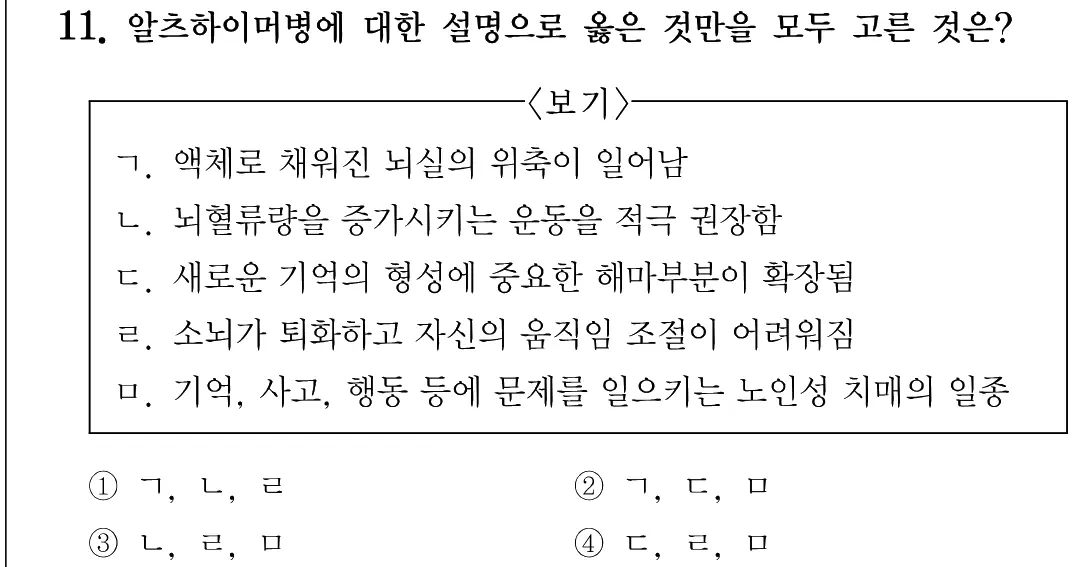 11. 알츠하이머병에 대한 설명으로 옳은 것만을 모두 고른 것은?
〈보기〉
ㄱ. 액체로 채워진 뇌실의 위축이 일어남
ㄴ. 뇌혈류량을 증가시키는 운동을 적극 권장함
ㄷ. 새로운 기억의 형성에 중요한 해마부분이 확장됨
ㄹ. 소뇌가 퇴화하고 자신의 움직임 조절이 어려워짐
ㅁ. 기억, 사고, 행동 등에 문제를 일으키는 노인성 치매의 일종
① ㄱ, ㄴ, ㄹ ② ㄱ, ㄷ, ㅁ
③ ㄴ, ㄹ, ㅁ ④ ㄷ, ㄹ, ㅁ